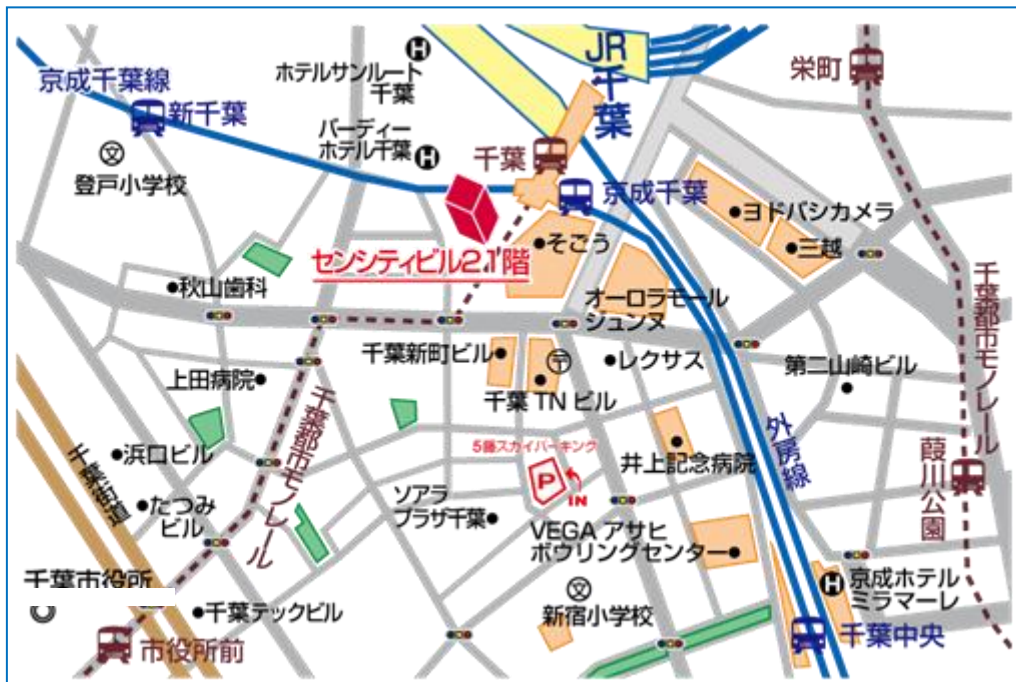 JR
千葉
栄町
京成千葉線
新千葉
ホテルサンルート
千葉
バーディー
ホテル千葉
千葉
登戸小学校
京成千葉
ヨドバシカメラ
三越
そごう
センシティビル21階
秋山歯科
オーロラモール
ジュンヌ
千葉都市モノレール
千葉新町ビル
レクサス
第二山崎ビル
上田病院
千葉 TN ビル
千葉都市モノレール
外房線
5勝スカイパーキング
P
IN
井上記念病院
浜口ビル
千葉街道
たつみ
ビル
ソアラ
プラザ千葉
VEGA アサヒ
ボウリングセンター
葭川公園
千葉市役所
千葉テックビル
新宿小学校
H
京成ホテル
ミラマーレ
市役所前
千葉中央